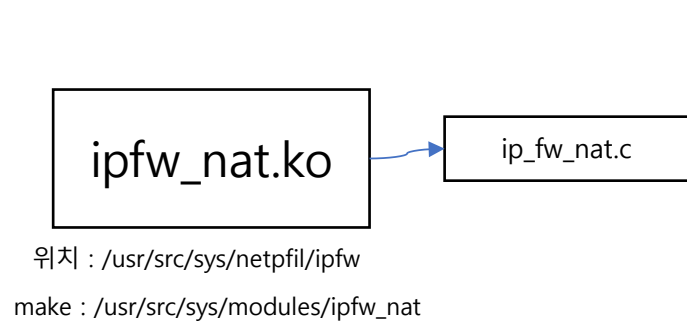 ipfw_nat.ko
ip_fw_nat.c
위치 : /usr/src/sys/netpfil/ipfw
make : /usr/src/sys/modules/ipfw_nat